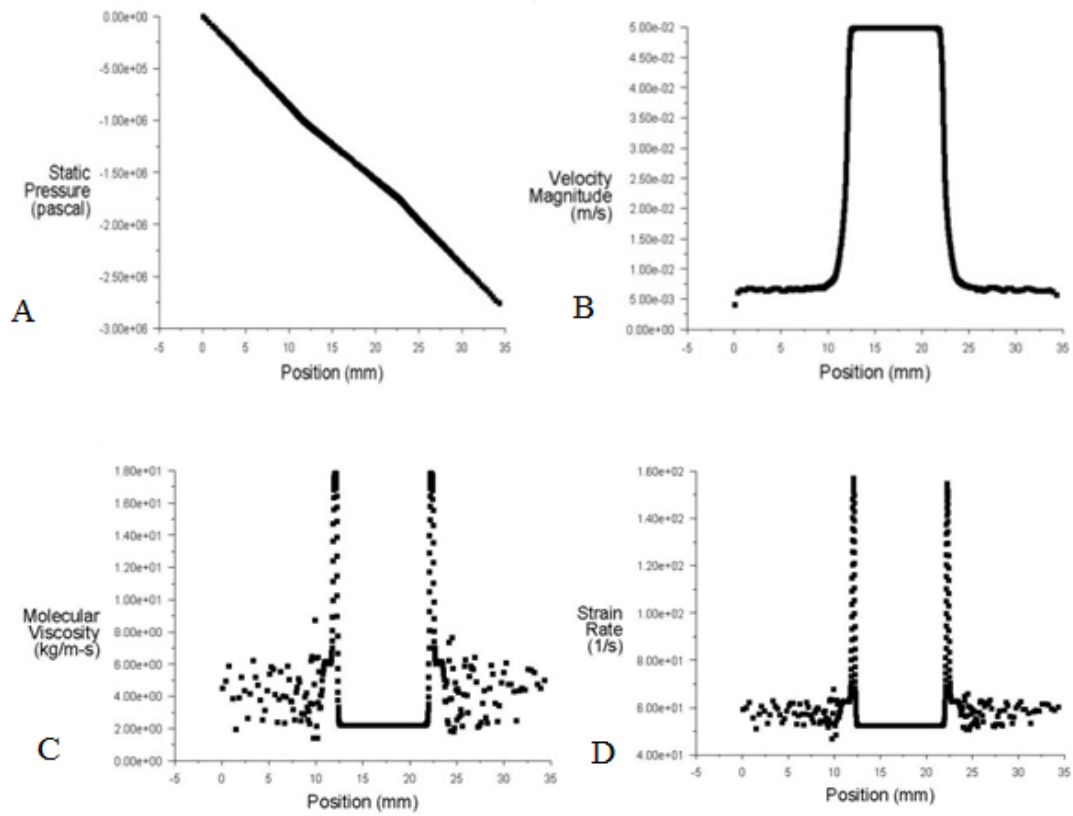 0.00e+00
-5.00e+05
-1.00e+06
-1.50e+06
-2.00e+06
-2.50e+06
-3.00e+06
Static
Pressure
(pascal)
-5 0 5 10 15 20 25 30 35
Position (mm)
A
5.00e-02
4.50e-02
4.00e-02
3.50e-02
3.00e-02
2.50e-02
2.00e-02
1.50e-02
1.00e-02
5.00e-03
0.00e+00
Velocity
Magnitude
(m/s)
-5 0 5 10 15 20 25 30 35
Position (mm)
B
1.80e+01
1.60e+01
1.40e+01
1.20e+01
1.00e+01
8.00e+00
6.00e+00
4.00e+00
2.00e+00
0.00e+00
Molecular
Viscosity
(kg/m-s)
-5 0 5 10 15 20 25 30 35
Position (mm)
C
1.60e+02
1.40e+02
1.20e+02
1.00e+02
8.00e+01
6.00e+01
4.00e+01
Strain
Rate
(1/s)
-5 0 5 10 15 20 25 30 35
Position (mm)
D